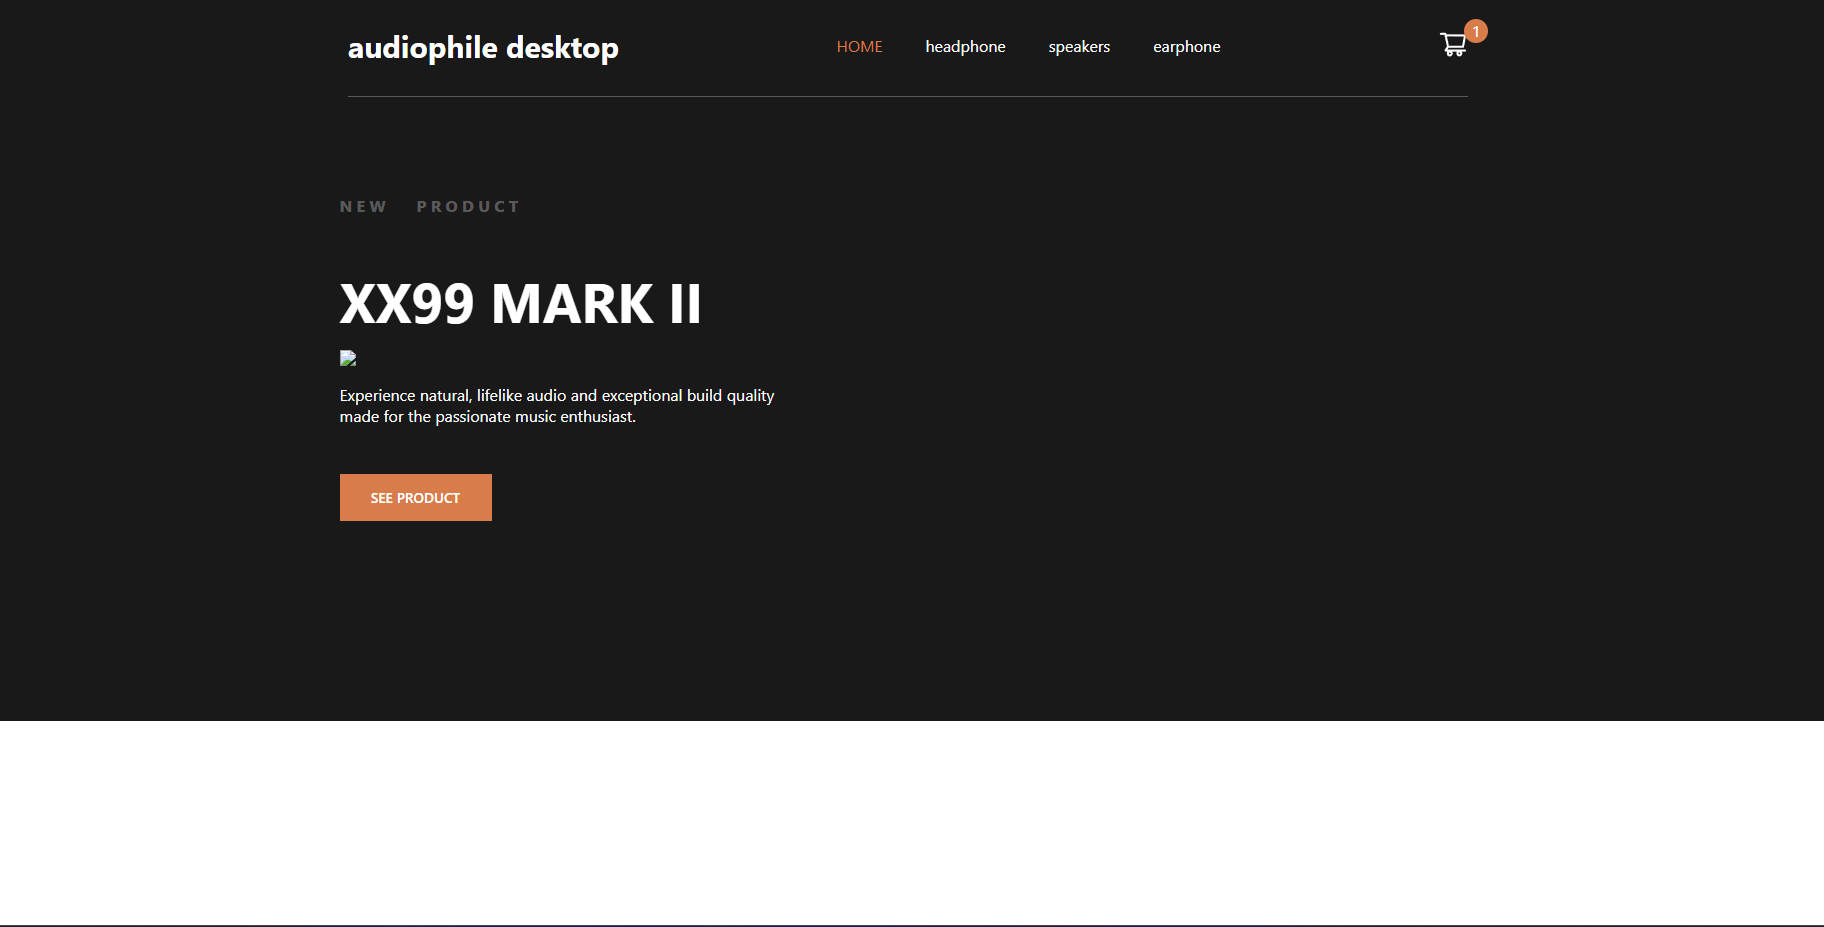 audiophile desktop
HOME headphone speakers earphone
1
NEW PRODUCT
XX99 MARK II
Experience natural, lifelike audio and exceptional build quality
made for the passionate music enthusiast.
SEE PRODUCT